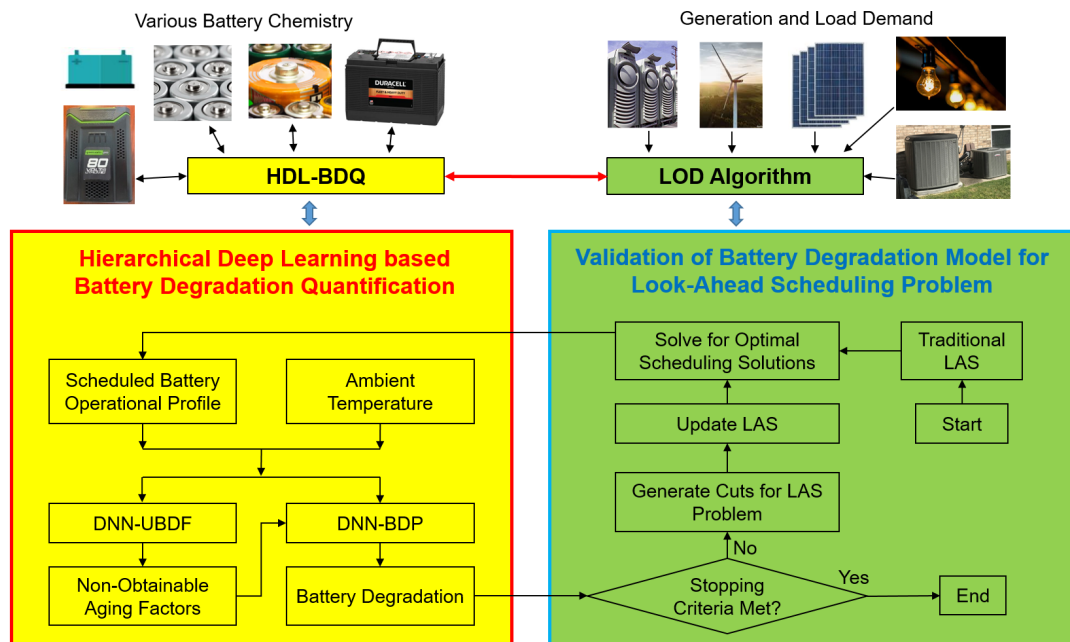 Various Battery Chemistry
Generation and Load Demand
DURACELL
80
VOLT
HDL-BDQ
LOD Algorithm
Hierarchical Deep Learning based
Battery Degradation Quantification
Validation of Battery Degradation Model for
Look-Ahead Scheduling Problem
Scheduled Battery
Operational Profile
Ambient
Temperature
Solve for Optimal
Scheduling Solutions
Traditional
LAS
Update LAS
Start
Generate Cuts for LAS
Problem
DNN-UBDF
DNN-BDP
No
Non-Obtainable
Aging Factors
Battery Degradation
Stopping
Criteria Met?
Yes
End